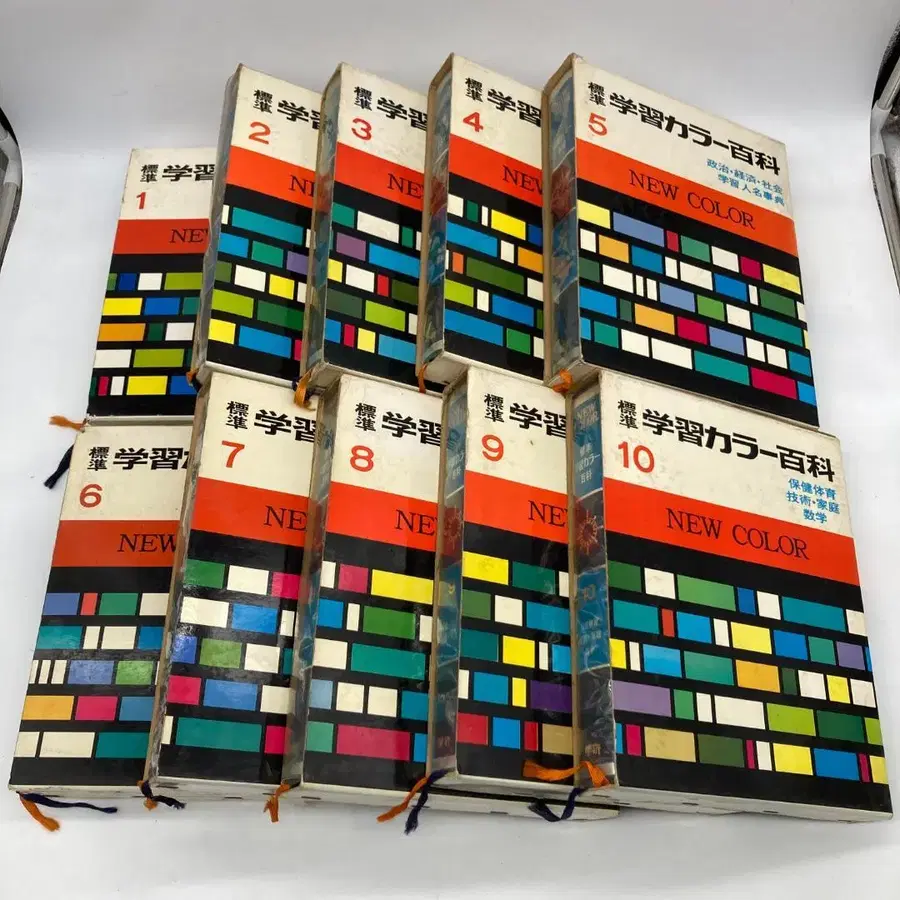 標準 学習
1
NEW
標準 学習
2
NEW
標準 学習
3
NEW
標準 学習
4
NEW
標準 学習カラー百科
5
政治・経済・社会
学習人名事典
NEW COLOR
標準 学習
6
NEW
標準 学習
7
NE
標準 学習
8
NEW
標準 学習
9
NEW
標準 学習カラー百科
10
保健体育
技術・家庭
数学
NEW COLOR
学研